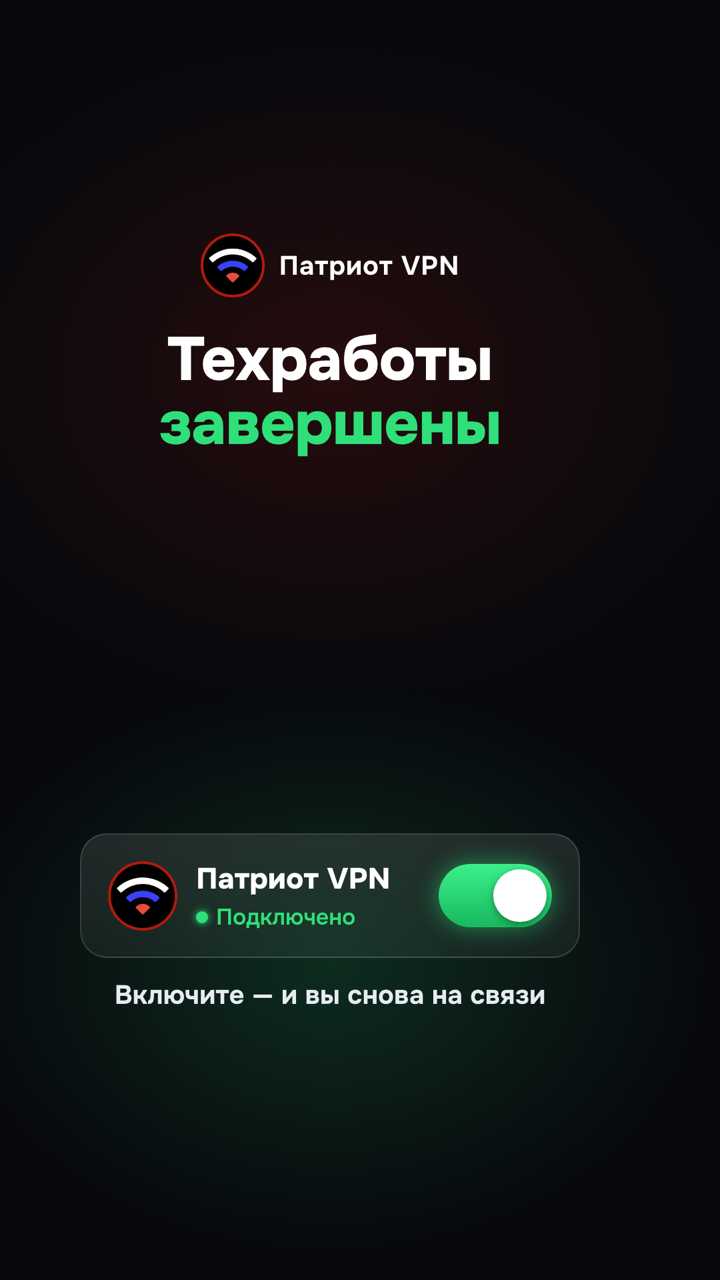 Патриот VPN
Техработы
завершены
Патриот VPN
Подключено
Включите — и вы снова на связи